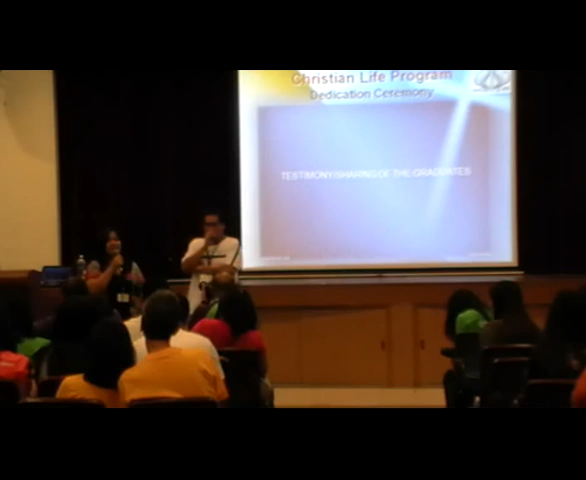 Christian Life Program
Dedication Ceremony
TESTIMONY/SHARING OF THE GRADUATES